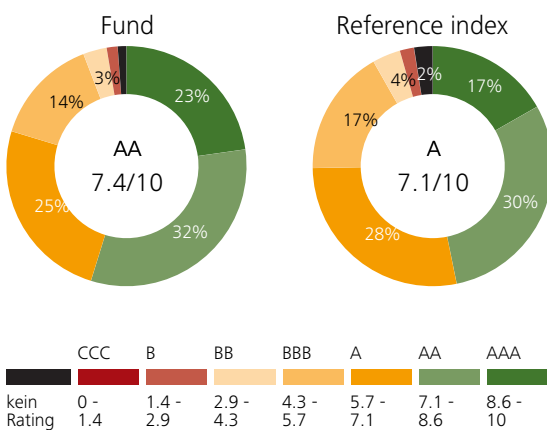 Fund
Reference index
3%
23%
14%
AA
7.4/10
25%
32%
4%
2%
17%
17%
A
7.1/10
30%
28%
CCC B BB BBB A AA AAA
kein 0 - 1.4 - 2.9 - 4.3 - 5.7 - 7.1 - 8.6 -
Rating 1.4 2.9 4.3 5.7 7.1 8.6 10